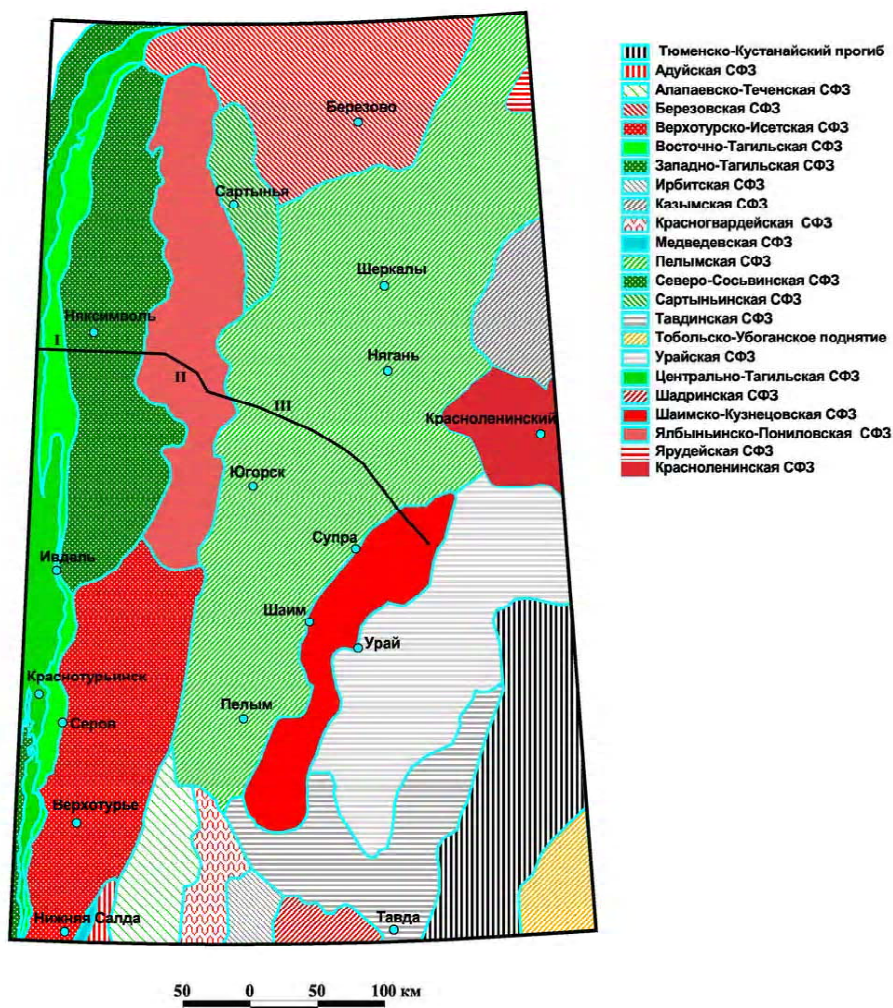 Березово
Сартынья
Шеркалы
Няксимволь
I
II
Нягань
III
Красноленинский
Югорск
Супра
Ивдель
Шаим
Урай
Краснотурьинск
Пелым
Серов
Верхотурье
Нижняя Салда
Тавда
50 0 50 100 км
Тюменско-Кустанайский прогиб
Адуйская СФЗ
Алапаевско-Теченская СФЗ
Березовская СФЗ
Верхотурско-Исетская СФЗ
Восточно-Тагильская СФЗ
Западно-Тагильская СФЗ
Ирбитская СФЗ
Казымская СФЗ
Красногвардейская СФЗ
Медведевская СФЗ
Пелымская СФЗ
Северо-Сосьвинская СФЗ
Сартыньинская СФЗ
Тавдинская СФЗ
Тобольско-Убоганское поднятие
Урайская СФЗ
Центрально-Тагильская СФЗ
Шадринская СФЗ
Шаимско-Кузнецовская СФЗ
Ялбыньинско-Пониловская СФЗ
Ярудейская СФЗ
Красноленинская СФЗ